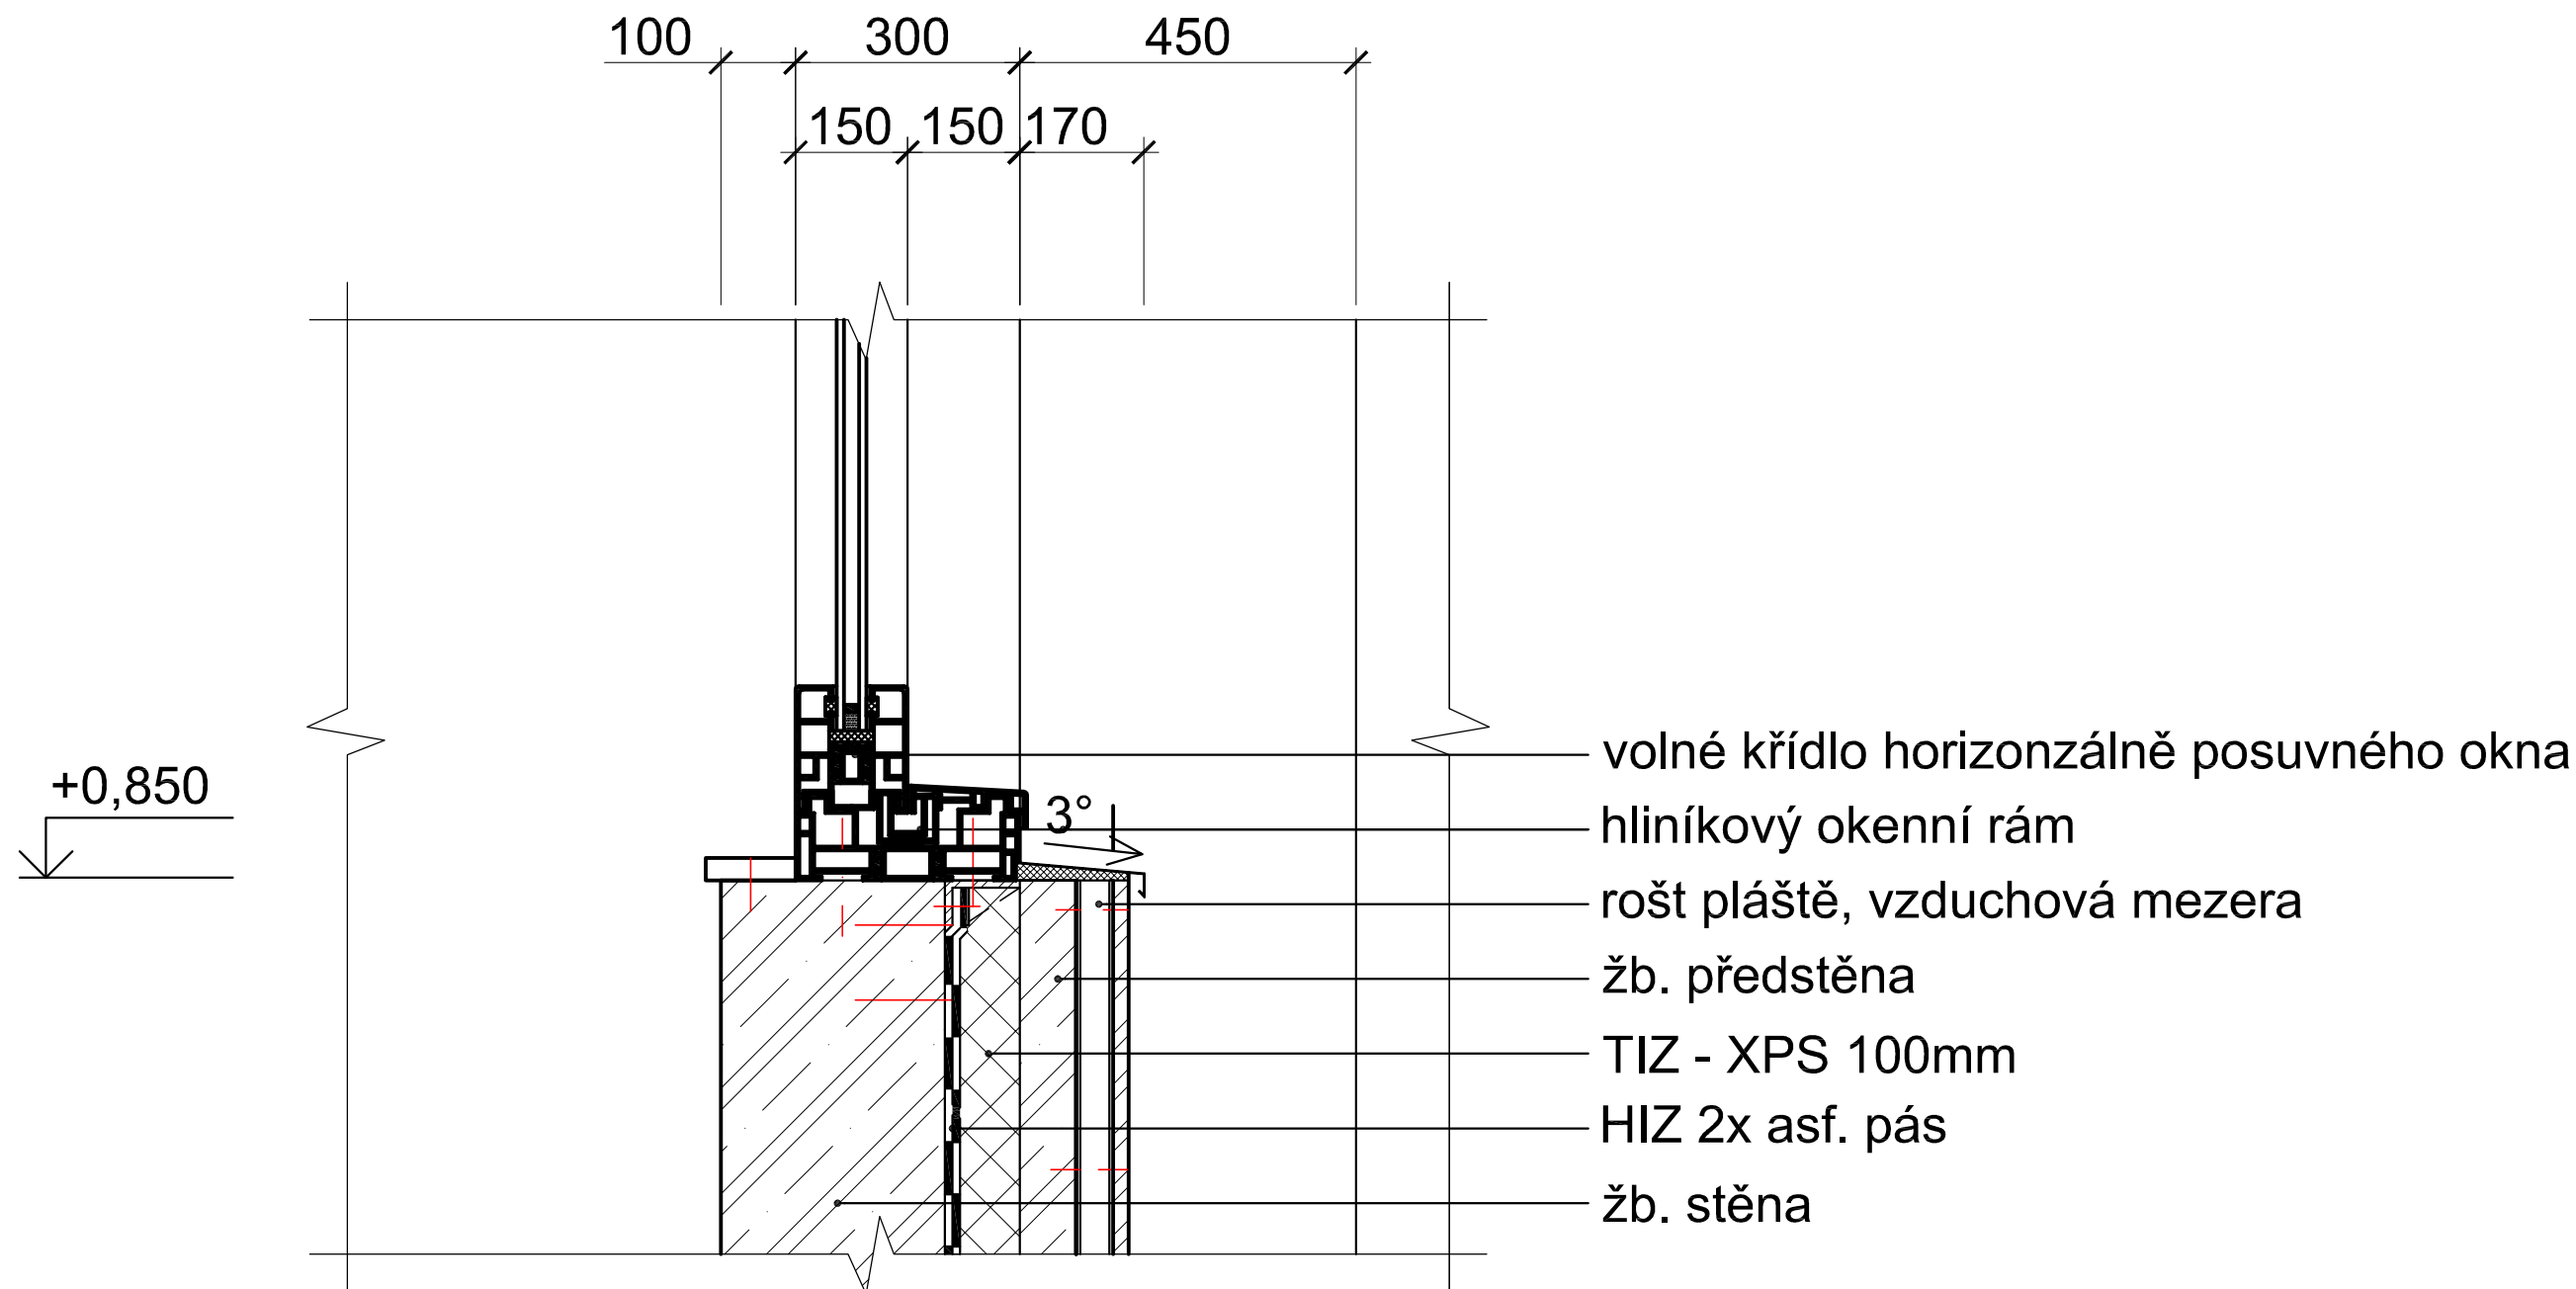 100 300 450
150 150 170
volné křídlo horizonzálně posuvného okna
+0,850
3°
hliníkový okenní rám
rošt pláště, vzduchová mezera
žb. předstěna
TIZ - XPS 100mm
HIZ 2x asf. pás
žb. stěna